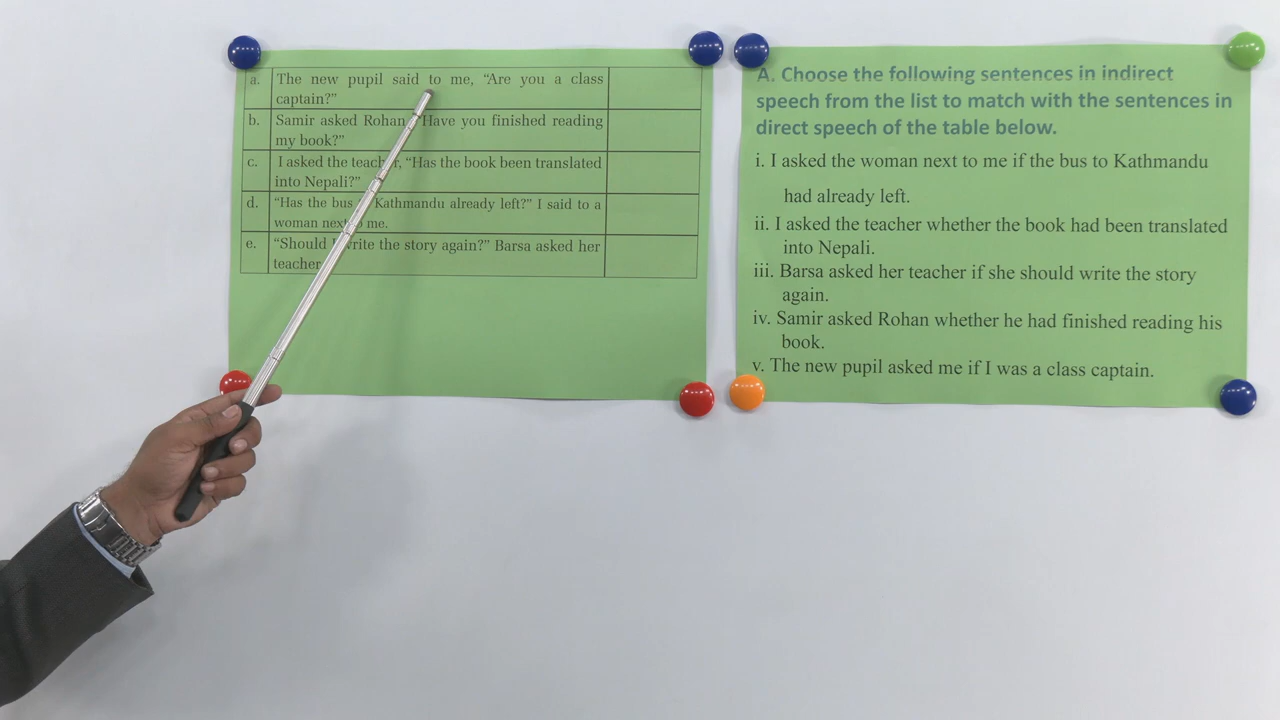 a. The new pupil said to me, “Are you a class
captain?”
b. Samir asked Rohan “Have you finished reading
my book?”
c. I asked the teacher, “Has the book been translated
into Nepali?”
d. “Has the bus to Kathmandu already left?” I said to a
woman next to me.
e. “Should I write the story again?” Barsa asked her
teacher
A. Choose the following sentences in indirect
speech from the list to match with the sentences in
direct speech of the table below.
i. I asked the woman next to me if the bus to Kathmandu
had already left.
ii. I asked the teacher whether the book had been translated
into Nepali.
iii. Barsa asked her teacher if she should write the story
again.
iv. Samir asked Rohan whether he had finished reading his
book.
v. The new pupil asked me if I was a class captain.